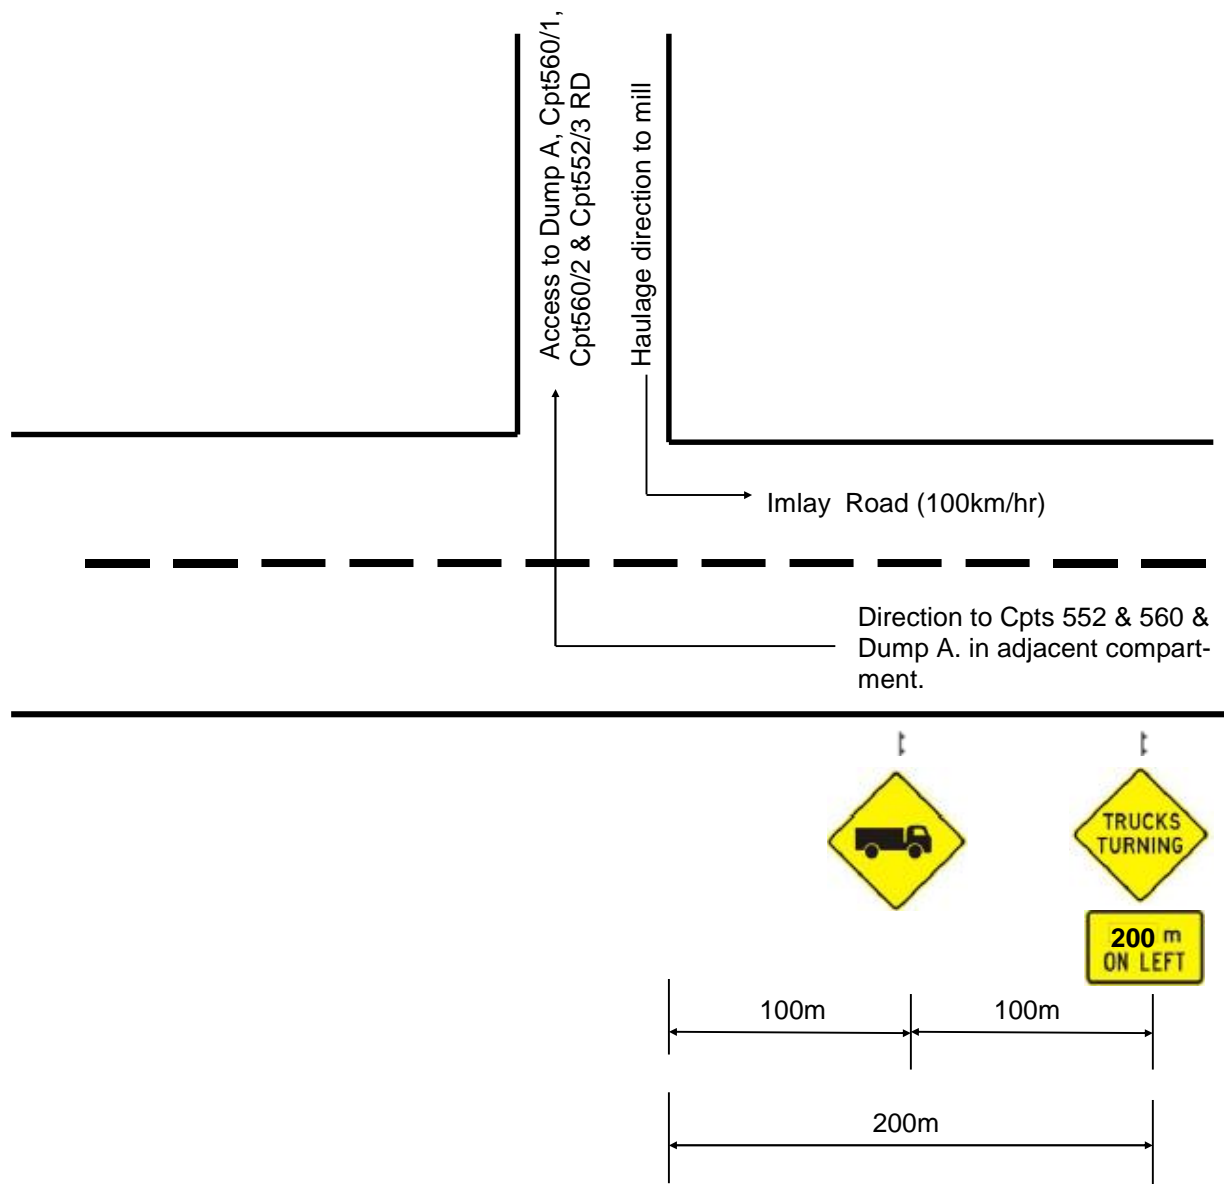 Access to Dump A, Cpt560/1,
Cpt560/2 & Cpt552/3 RD
Haulage direction to mill
Imlay Road (100km/hr)
Direction to Cpts 552 & 560 &
Dump A. in adjacent compart-
ment.
TRUCKS
TURNING
200 m
ON LEFT
100m
100m
200m